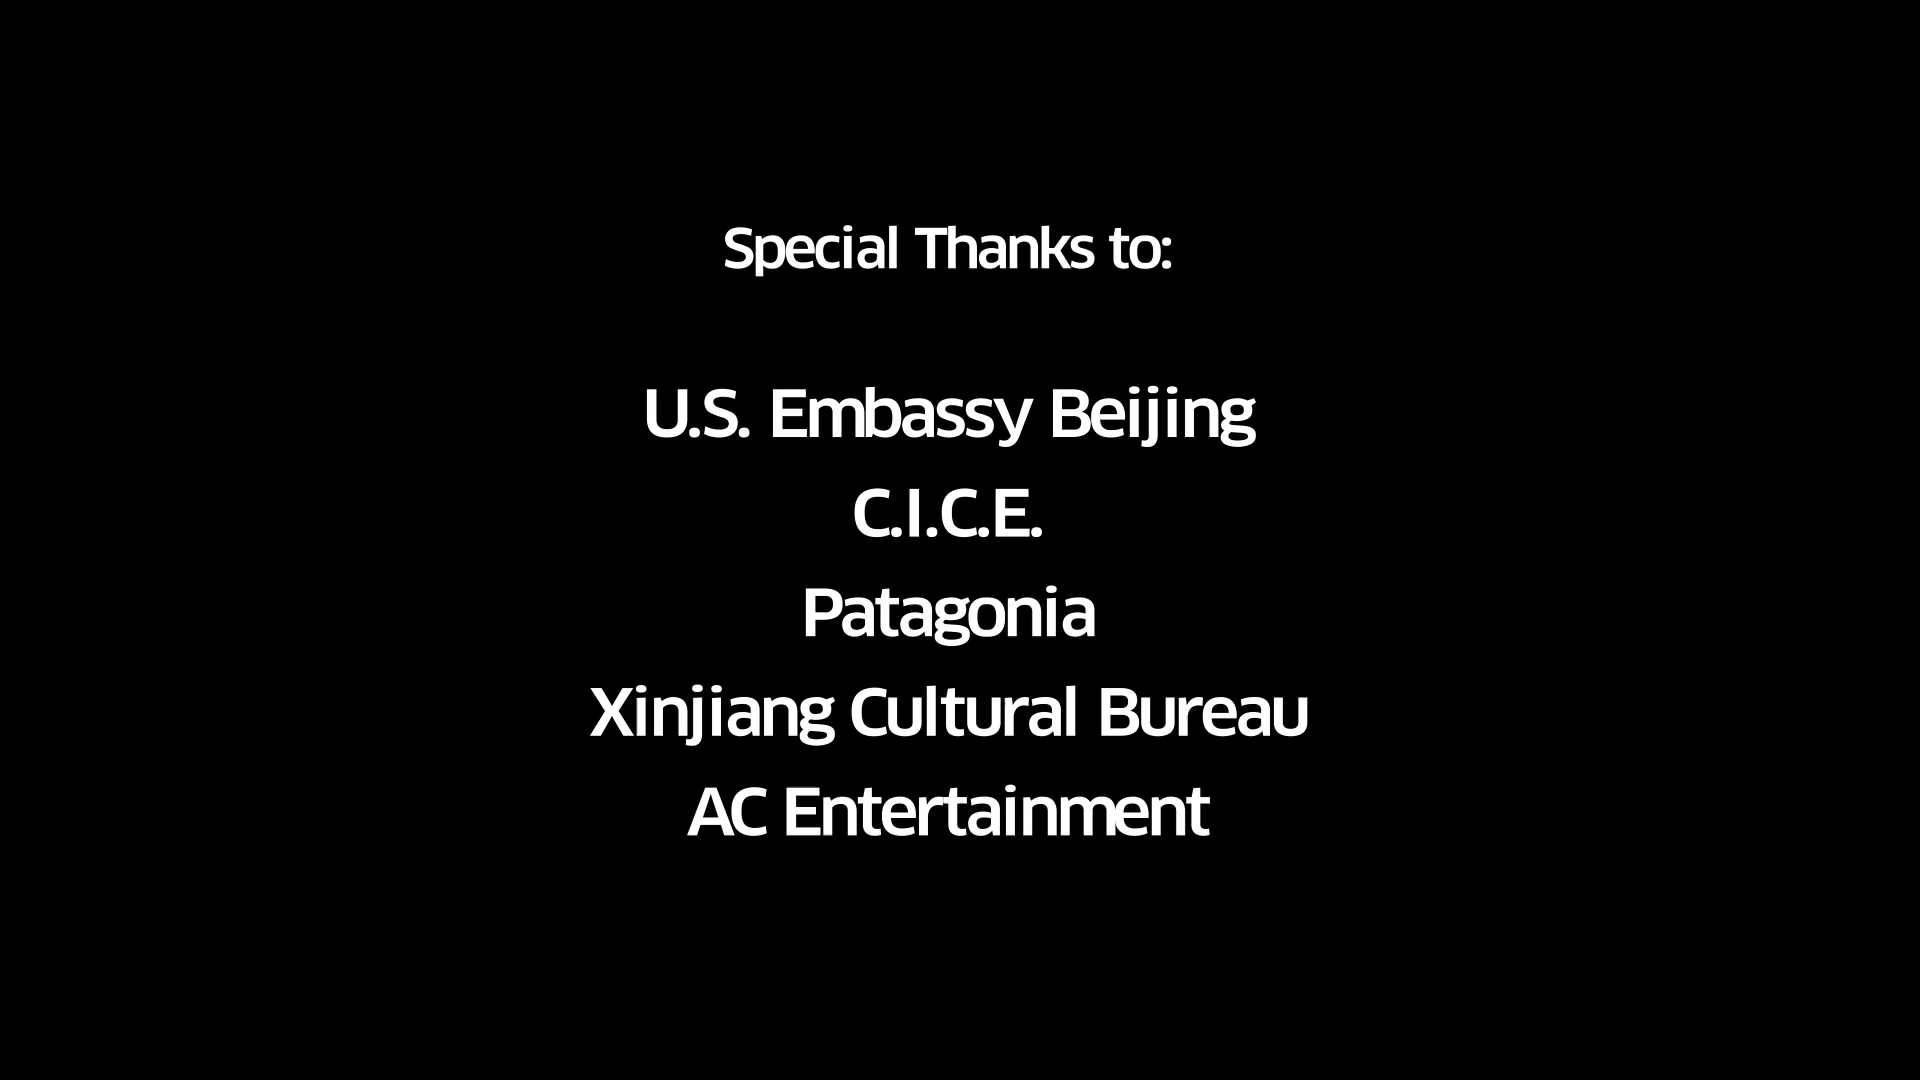 Special Thanks to:
U.S. Embassy Beijing
C.I.C.E.
Patagonia
Xinjiang Cultural Bureau
AC Entertainment